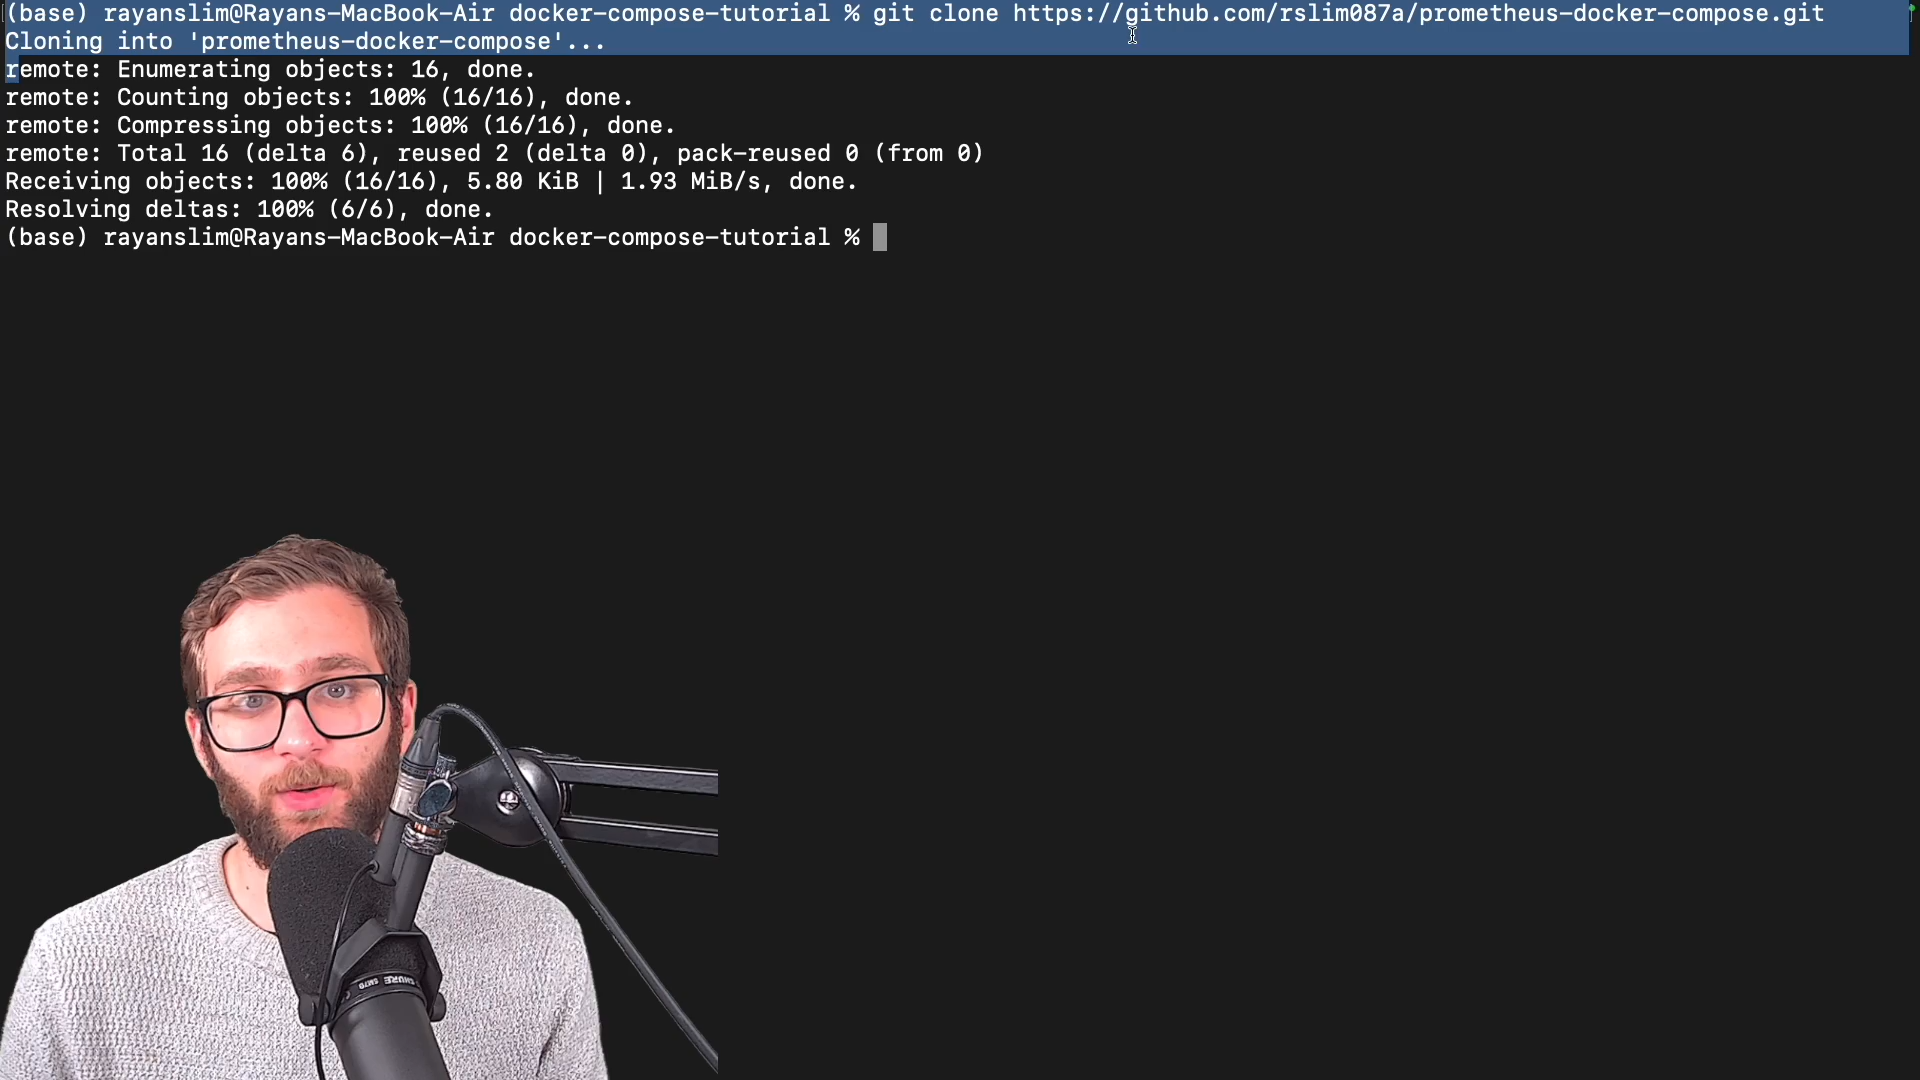 (base) rayanslim@Rayans-MacBook-Air docker-compose-tutorial % git clone https://github.com/rslim087a/prometheus-docker-compose.git
Cloning into 'prometheus-docker-compose'...
remote: Enumerating objects: 16, done.
remote: Counting objects: 100% (16/16), done.
remote: Compressing objects: 100% (16/16), done.
remote: Total 16 (delta 6), reused 2 (delta 0), pack-reused 0 (from 0)
Receiving objects: 100% (16/16), 5.80 KiB | 1.93 MiB/s, done.
Resolving deltas: 100% (6/6), done.
(base) rayanslim@Rayans-MacBook-Air docker-compose-tutorial %
SHURE SM7B